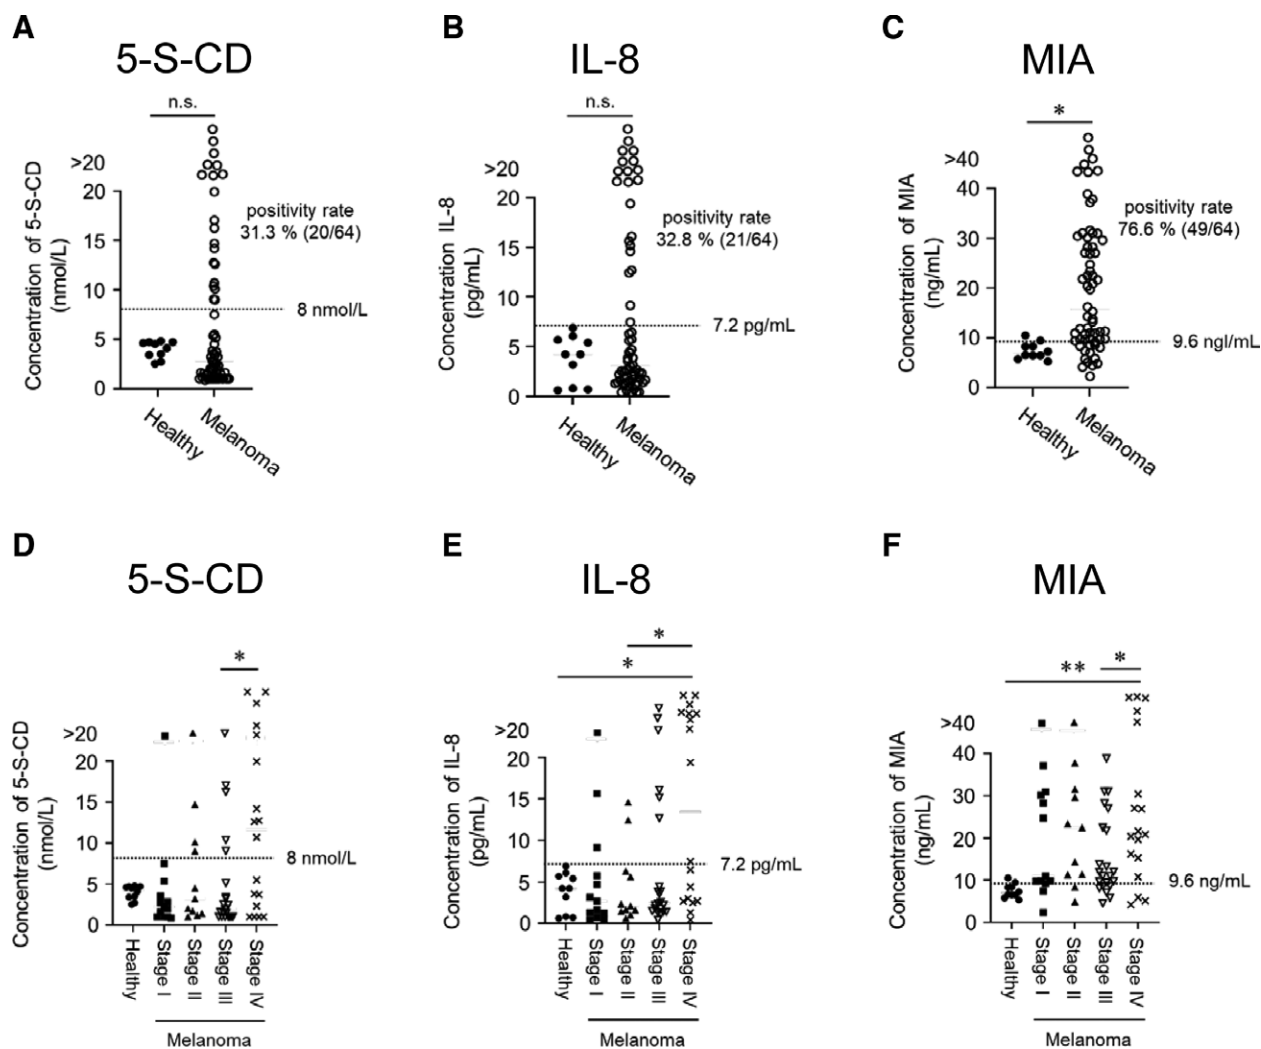 A
5-S-CD
n.s.
>20
20
15
10
5
0
Concentration of 5-S-CD
(nmol/L)
positivity rate
31.3 % (20/64)
8 nmol/L
Healthy
Melanoma
B
IL-8
n.s.
>20
20
15
10
5
0
Concentration IL-8
(pg/mL)
positivity rate
32.8 % (21/64)
7.2 pg/mL
Healthy
Melanoma
C
MIA
*
>40
40
30
20
10
0
Concentration of MIA
(ng/mL)
positivity rate
76.6 % (49/64)
9.6 ngl/mL
Healthy
Melanoma
D
5-S-CD
*
>20
20
15
10
5
0
Concentration of 5-S-CD
(nmol/L)
8 nmol/L
Healthy
Stage I
Stage II
Stage III
Stage IV
Melanoma
E
IL-8
*
*
>20
20
15
10
5
0
Concentration of IL-8
(pg/mL)
7.2 pg/mL
Healthy
Stage I
Stage II
Stage III
Stage IV
Melanoma
F
MIA
**
*
>40
40
30
20
10
0
Concentration of MIA
(ng/mL)
9.6 ng/mL
Healthy
Stage I
Stage II
Stage III
Stage IV
Melanoma